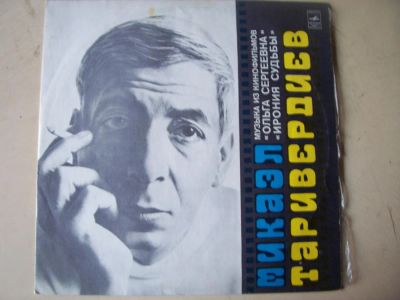 МУЗЫКА ИЗ КИНОФИЛЬМОВ
«ОЛЬГА СЕРГЕЕВНА»
«ИРОНИЯ СУДЬБЫ»
МИКАЭЛ
ТАРИВЕРДИЕВ